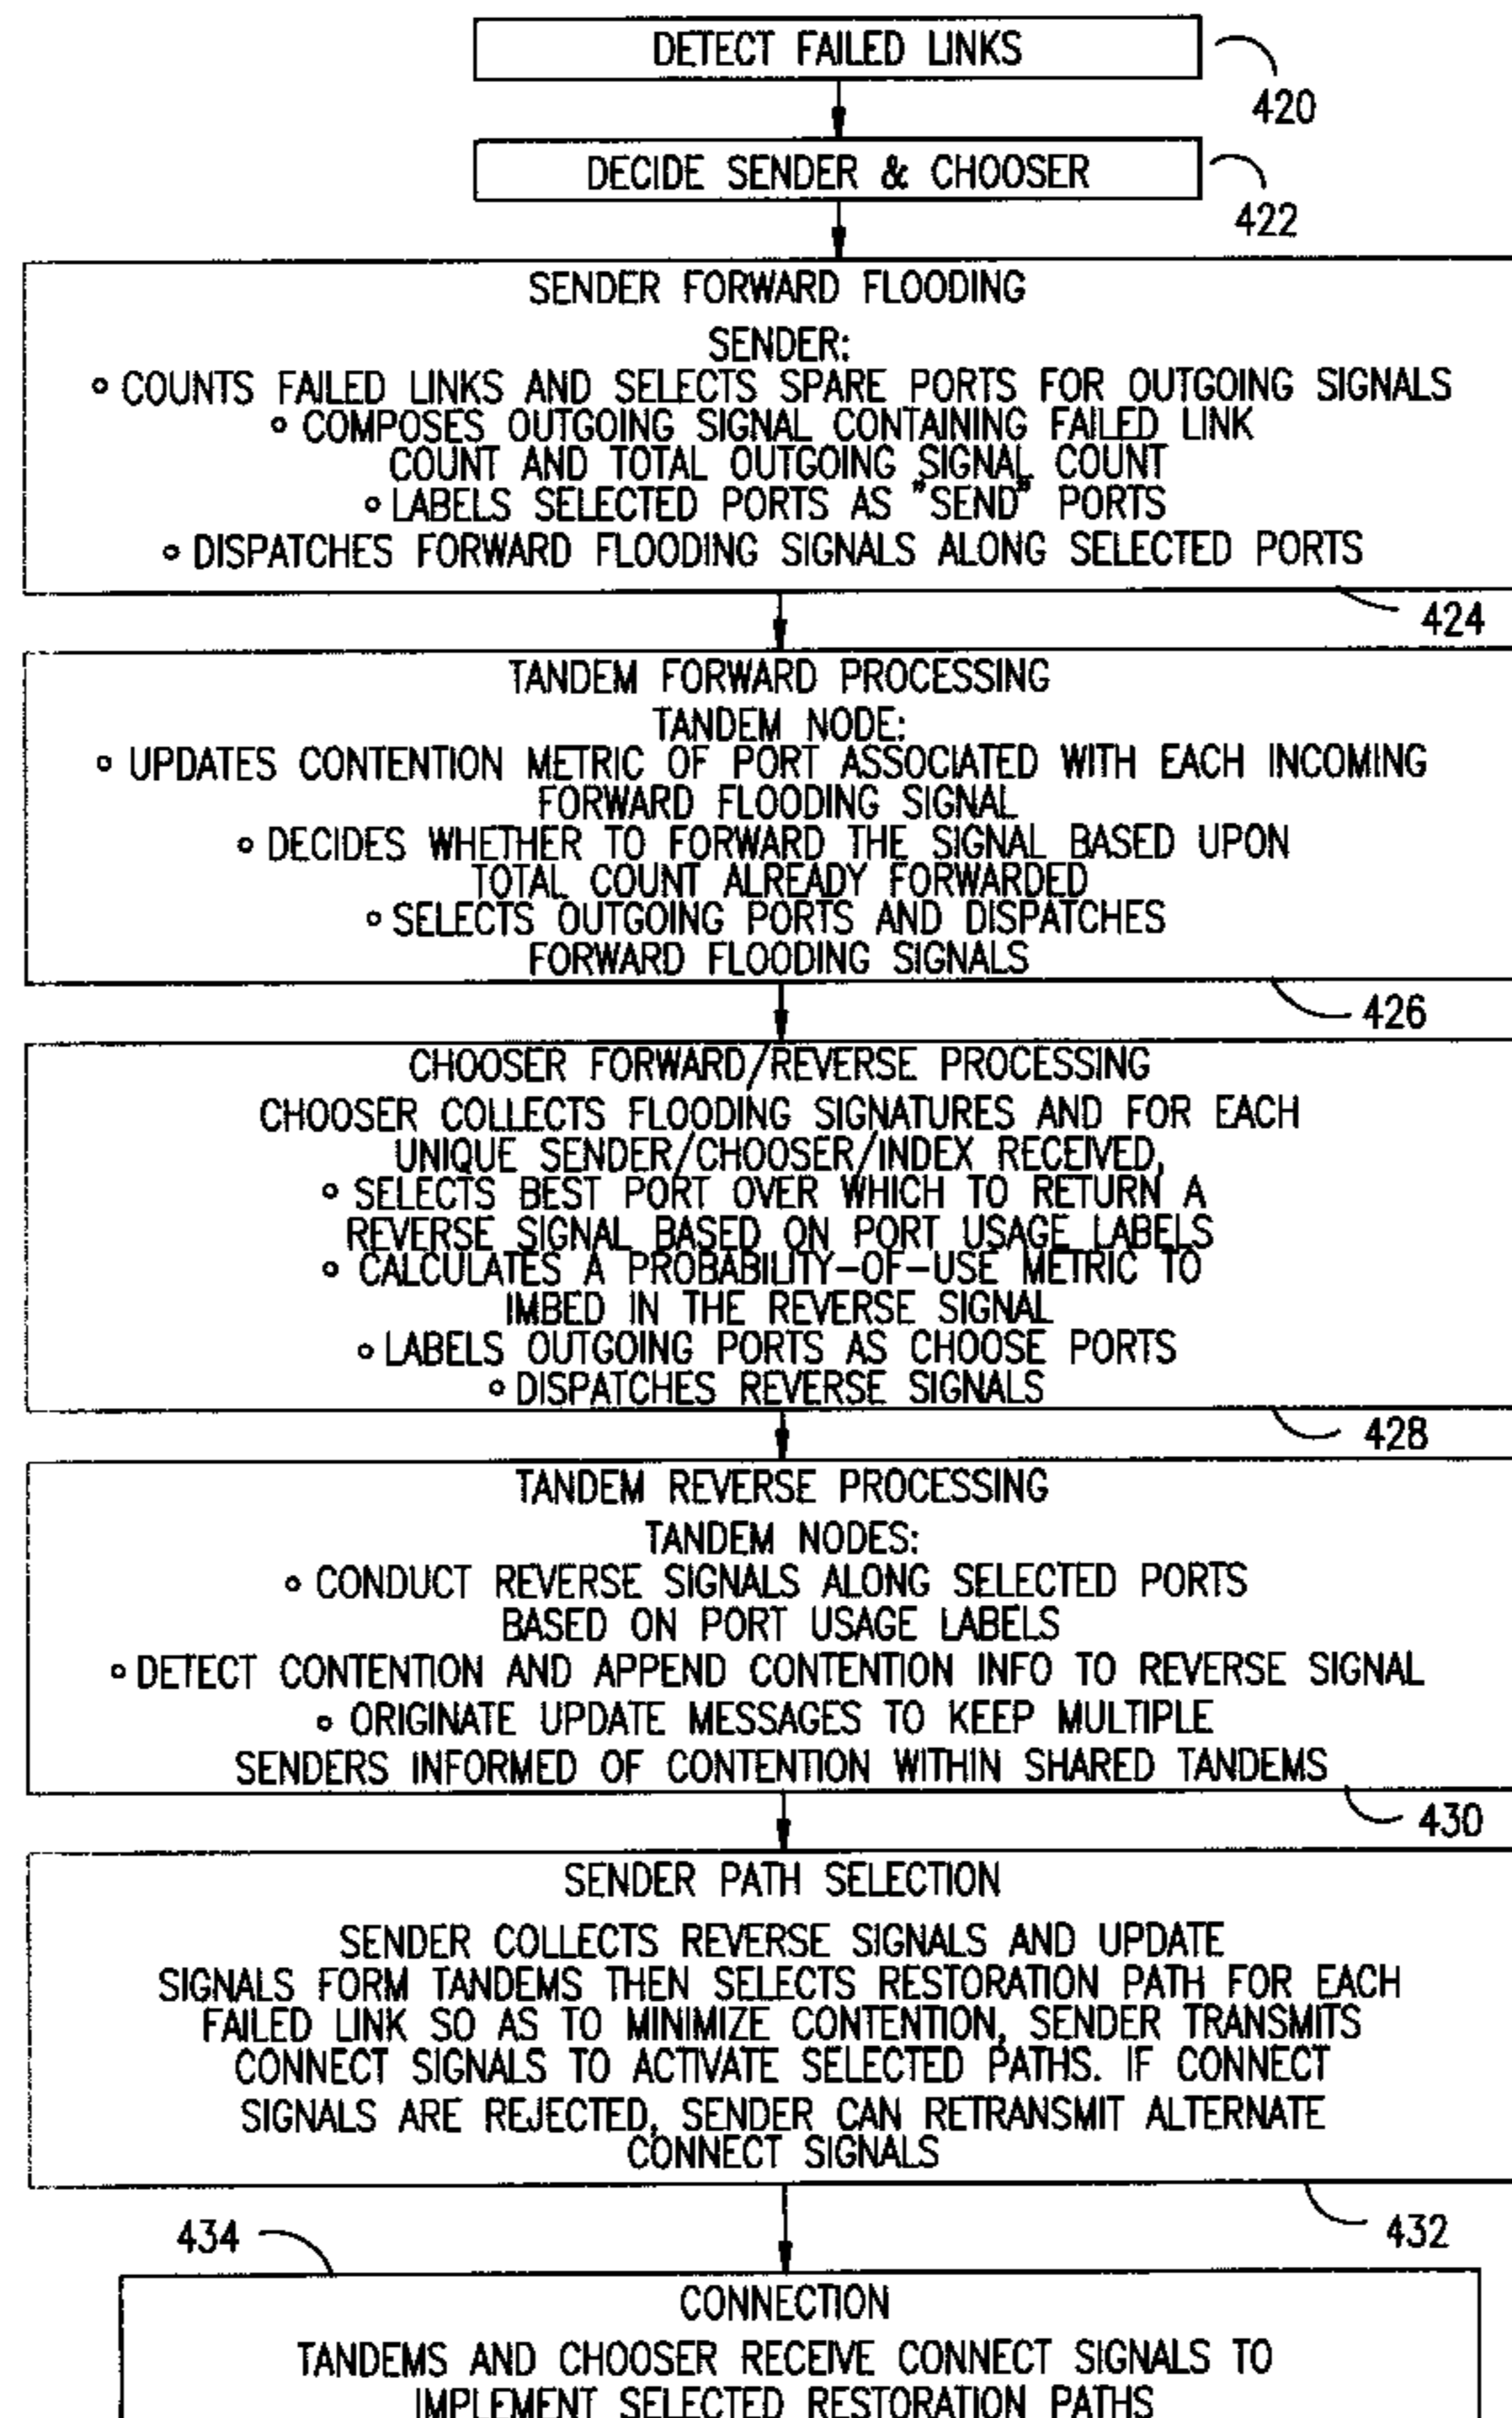 DETECT FAILED LINKS
420
DECIDE SENDER & CHOOSER
422
SENDER FORWARD FLOODING
SENDER:
∘ COUNTS FAILED LINKS AND SELECTS SPARE PORTS FOR OUTGOING SIGNALS
∘ COMPOSES OUTGOING SIGNAL CONTAINING FAILED LINK
COUNT AND TOTAL OUTGOING SIGNAL COUNT
∘ LABELS SELECTED PORTS AS "SEND" PORTS
∘ DISPATCHES FORWARD FLOODING SIGNALS ALONG SELECTED PORTS
424
TANDEM FORWARD PROCESSING
TANDEM NODE:
∘ UPDATES CONTENTION METRIC OF PORT ASSOCIATED WITH EACH INCOMING
FORWARD FLOODING SIGNAL
∘ DECIDES WHETHER TO FORWARD THE SIGNAL BASED UPON
TOTAL COUNT ALREADY FORWARDED
∘ SELECTS OUTGOING PORTS AND DISPATCHES
FORWARD FLOODING SIGNALS
426
CHOOSER FORWARD/REVERSE PROCESSING
CHOOSER COLLECTS FLOODING SIGNATURES AND FOR EACH
UNIQUE SENDER/CHOOSER/INDEX RECEIVED,
∘ SELECTS BEST PORT OVER WHICH TO RETURN A
REVERSE SIGNAL BASED ON PORT USAGE LABELS
∘ CALCULATES A PROBABILITY-OF-USE METRIC TO
IMBED IN THE REVERSE SIGNAL
∘ LABELS OUTGOING PORTS AS CHOOSE PORTS
∘ DISPATCHES REVERSE SIGNALS
428
TANDEM REVERSE PROCESSING
TANDEM NODES:
∘ CONDUCT REVERSE SIGNALS ALONG SELECTED PORTS
BASED ON PORT USAGE LABELS
∘ DETECT CONTENTION AND APPEND CONTENTION INFO TO REVERSE SIGNAL
∘ ORIGINATE UPDATE MESSAGES TO KEEP MULTIPLE
SENDERS INFORMED OF CONTENTION WITHIN SHARED TANDEMS
430
SENDER PATH SELECTION
SENDER COLLECTS REVERSE SIGNALS AND UPDATE
SIGNALS FORM TANDEMS THEN SELECTS RESTORATION PATH FOR EACH
FAILED LINK SO AS TO MINIMIZE CONTENTION, SENDER TRANSMITS
CONNECT SIGNALS TO ACTIVATE SELECTED PATHS. IF CONNECT
SIGNALS ARE REJECTED, SENDER CAN RETRANSMIT ALTERNATE
CONNECT SIGNALS
432
434
CONNECTION
TANDEMS AND CHOOSER RECEIVE CONNECT SIGNALS TO
IMPLEMENT SELECTED RESTORATION PATHS